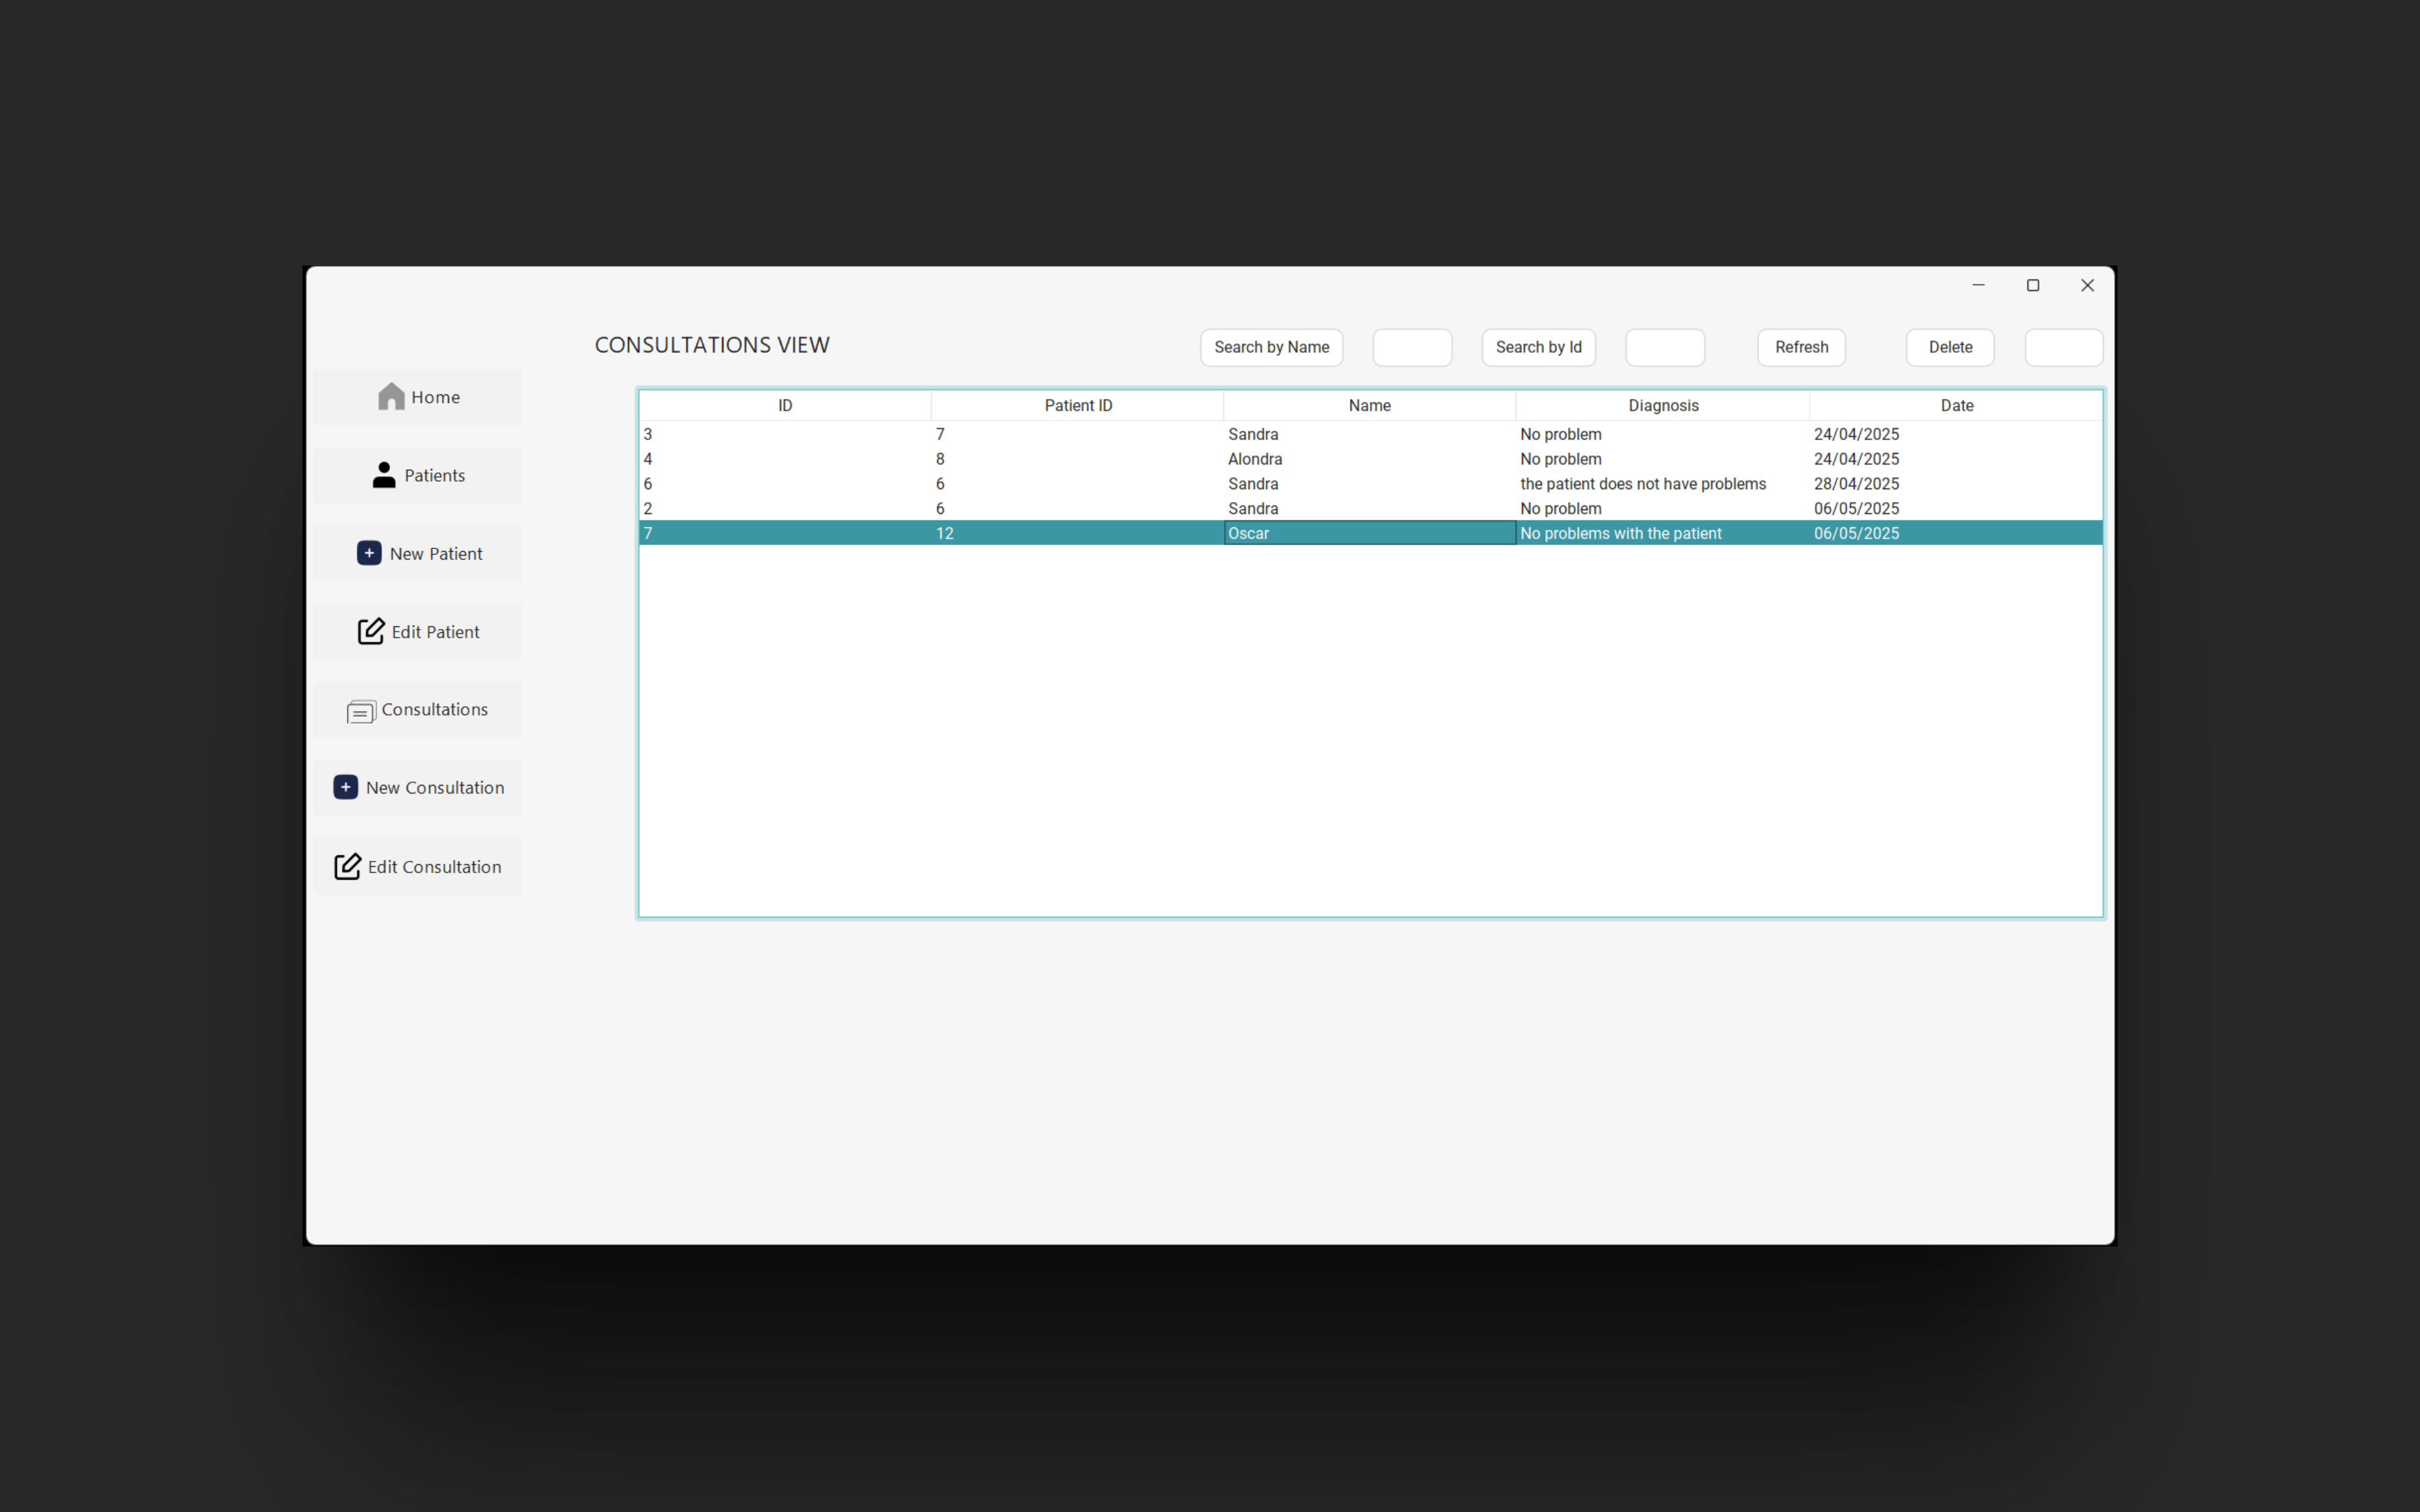 CONSULTATIONS VIEW Search by Name Search by Id Refresh Delete
Home
Patients
New Patient
Edit Patient
Consultations
New Consultation
Edit Consultation
ID Patient ID Name Diagnosis Date
3 7 Sandra No problem 24/04/2025
4 8 Alondra No problem 24/04/2025
6 6 Sandra the patient does not have problems 28/04/2025
2 6 Sandra No problem 06/05/2025
7 12 Oscar No problems with the patient 06/05/2025